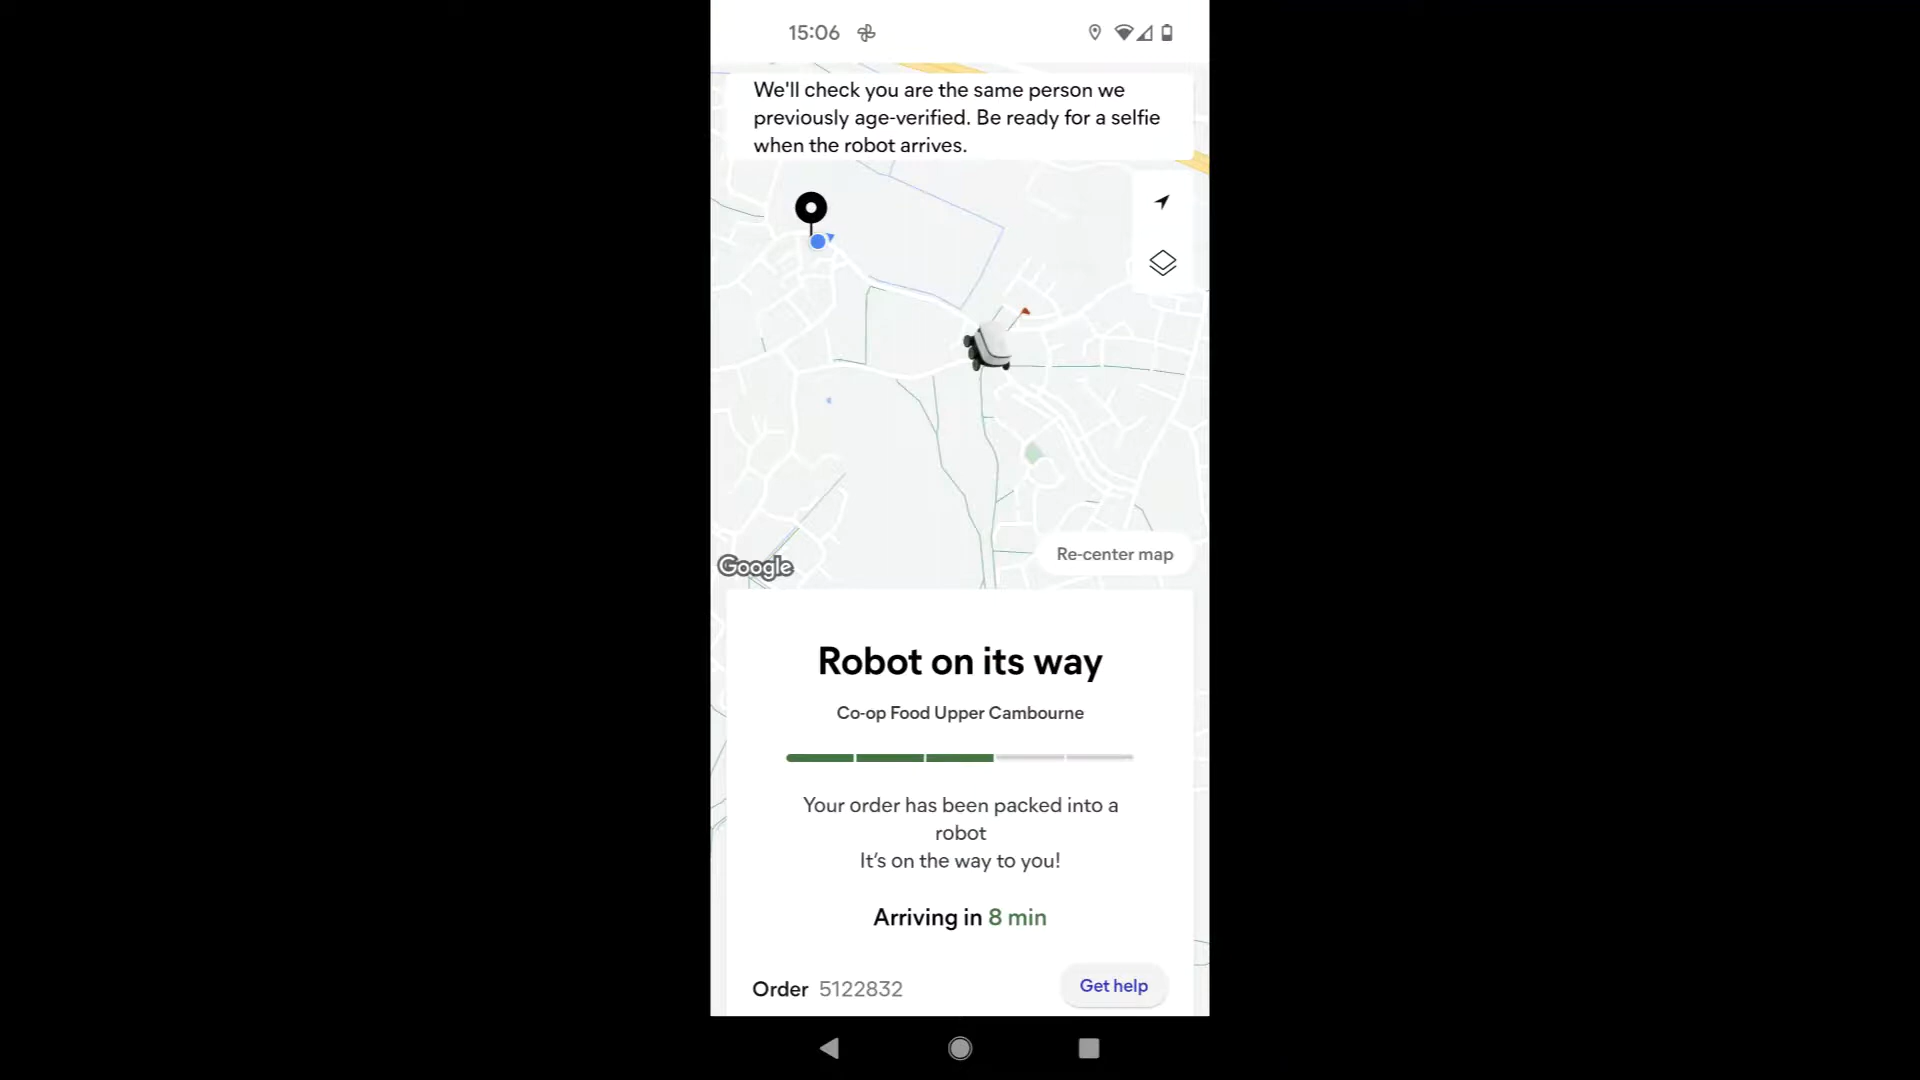 15:06
We'll check you are the same person we
previously age-verified. Be ready for a selfie
when the robot arrives.
Re-center map
Google
Robot on its way
Co-op Food Upper Cambourne
Your order has been packed into a
robot
It's on the way to you!
Arriving in 8 min
Order 5122832
Get help